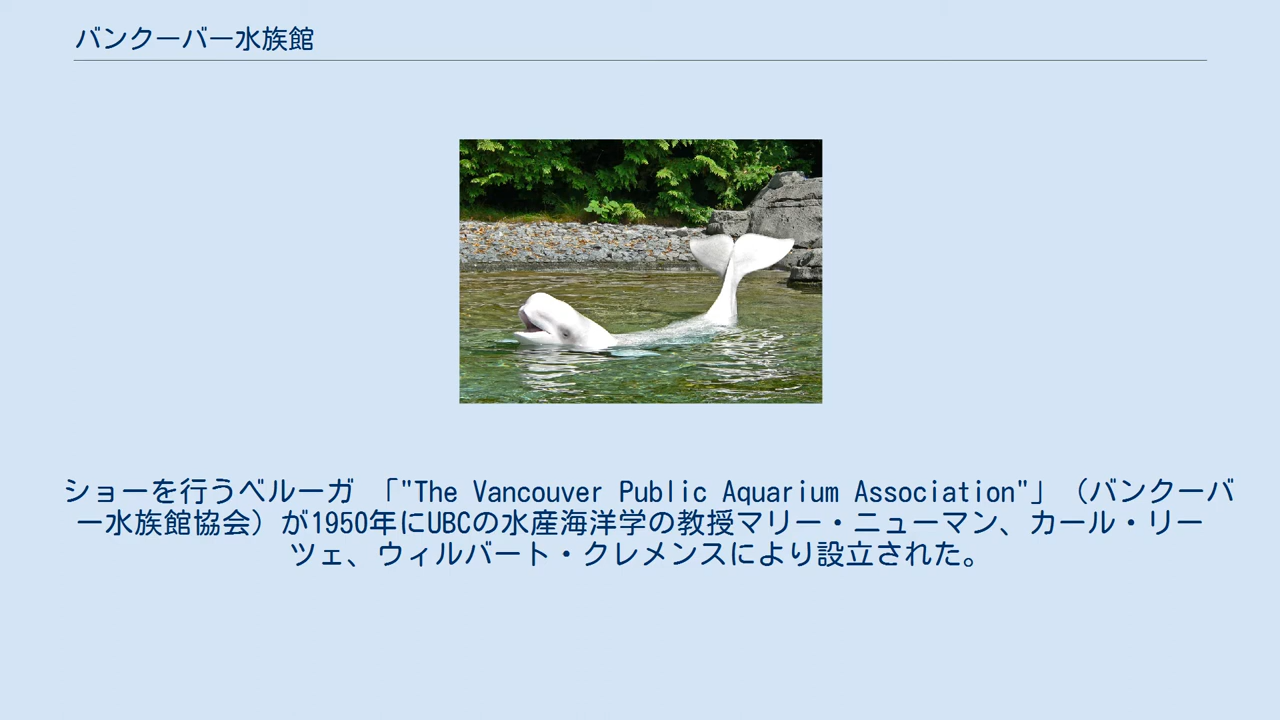 バンクーバー水族館
ショーを行うベルーガ 「"The Vancouver Public Aquarium Association"」（バンクーバ
ー水族館協会）が1950年にUBCの水産海洋学の教授マリー・ニューマン、カール・リー
ツェ、ウィルバート・クレメンスにより設立された。